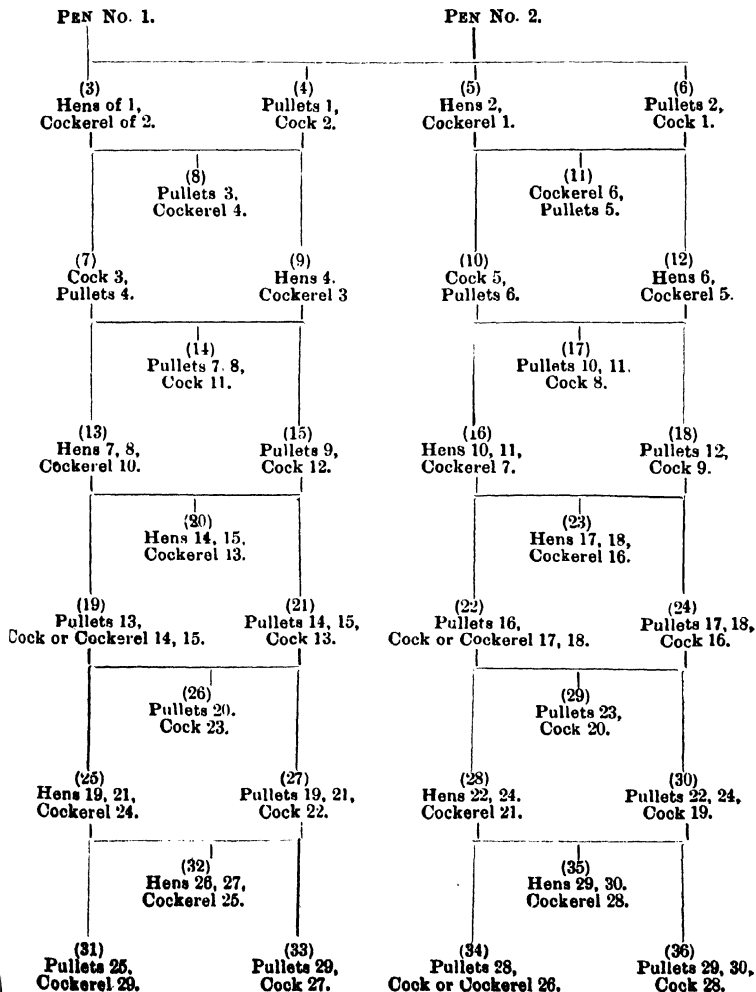 PEN NO. 1.
PEN NO. 2.
(3)
Hens of 1,
Cockerel of 2.
(4)
Pullets 1,
Cock 2.
(5)
Hens 2,
Cockerel 1.
(6)
Pullets 2,
Cock 1.
(8)
Pullets 3,
Cockerel 4.
(11)
Cockerel 6,
Pullets 5.
(7)
Cock 3,
Pullets 4.
(9)
Hens 4.
Cockerel 3
(10)
Cock 5,
Pullets 6.
(12)
Hens 6,
Cockerel 5.
(14)
Pullets 7. 8,
Cock 11.
(17)
Pullets 10, 11.
Cock 8.
(13)
Hens 7, 8,
Cockerel 10.
(15)
Pullets 9,
Cock 12.
(16)
Hens 10, 11,
Cockerel 7.
(18)
Pullets 12,
Cock 9.
(20)
Hens 14, 15,
Cockerel 13.
(23)
Hens 17, 18,
Cockerel 16.
(19)
Pullets 13,
Cock or Cockerel 14, 15.
(21)
Pullets 14, 15,
Cock 13.
(22)
Pullets 16,
Cock or Cockerel 17, 18.
(24)
Pullets 17, 18,
Cock 16.
(26)
Pullets 20.
Cock 23.
(29)
Pullets 23,
Cock 20.
(25)
Hens 19, 21,
Cockerel 24.
(27)
Pullets 19, 21,
Cock 22.
(28)
Hens 22, 24.
Cockerel 21.
(30)
Pullets 22, 24,
Cock 19.
(32)
Hens 26, 27,
Cockerel 25.
(35)
Hens 29, 30.
Cockerel 28.
(31)
Pullets 25,
Cockerel 29.
(33)
Pullets 29,
Cock 27.
(34)
Pullets 28,
Cock or Cockerel 26.
(36)
Pullets 29, 30,
Cock 28.